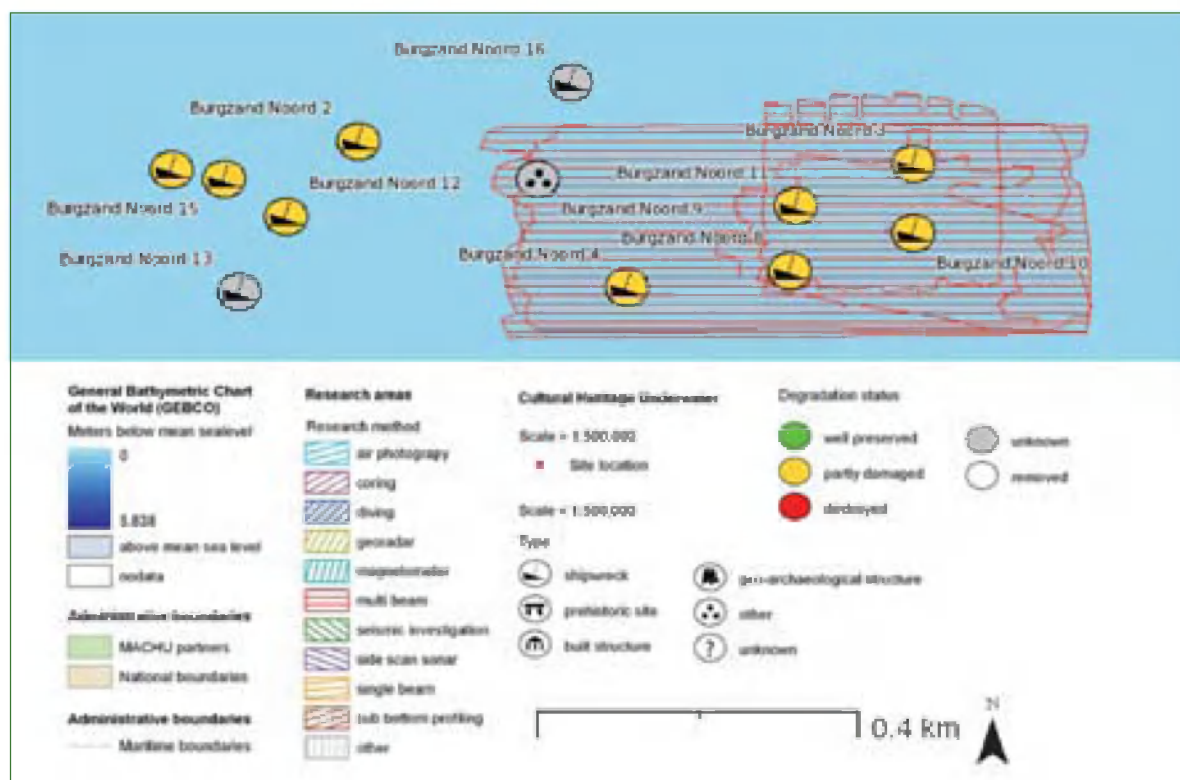 Burgzand Noord 16
Burgzand Noord 2
Burgzand Noord 3
Burgzand Noord 11
Burgzand Noord 12
Burgzand Noord 15
Burgzand Noord 9
Burgzand Noord 8
Burgzand Noord 13
Burgzand Noord 4
Burgzand Noord 10
General Bathymetric Chart
of the World (GEBCO)
Meters below mean sealevel
0
5.838
above mean sea level
nodata
Administrative boundaries
MACHU partners
National boundaries
Administrative boundaries
Maritime boundaries
Research areas
Research method
air photograpy
coring
diving
georadar
magnetometer
multi beam
seismic investigation
side scan sonar
single beam
sub bottom profiling
other
Cultural Heritage Underwater
Scale = 1:500.000
Site location
Scale = 1:500.000
Type
shipwreck
prehistoric site
built structure
geo-archaeological structure
other
unknown
Degradation status
well preserved
partly damaged
destroyed
unknown
removed
0.4 km
N